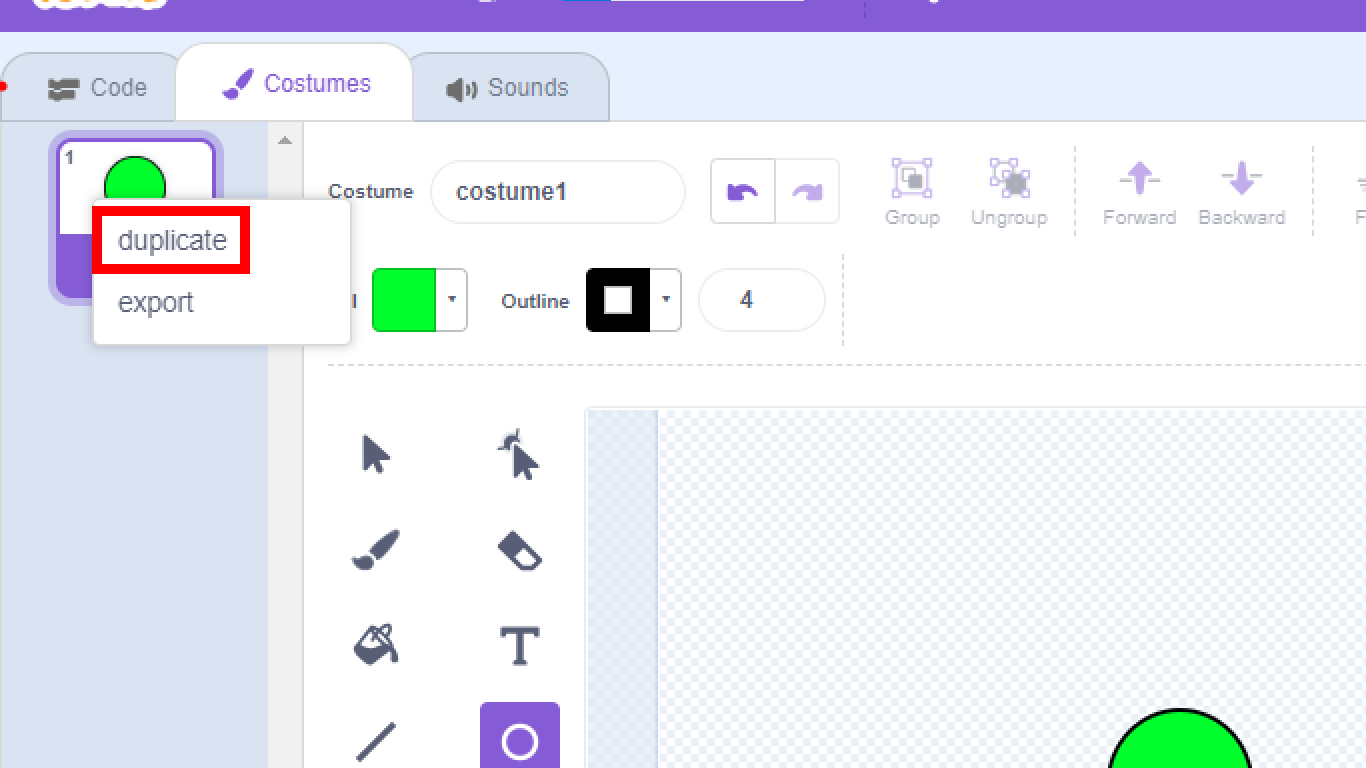 Code
Costumes
Sounds
1
Costume
costume1
Group
Ungroup
Forward
Backward
duplicate
export
Outline
4
T